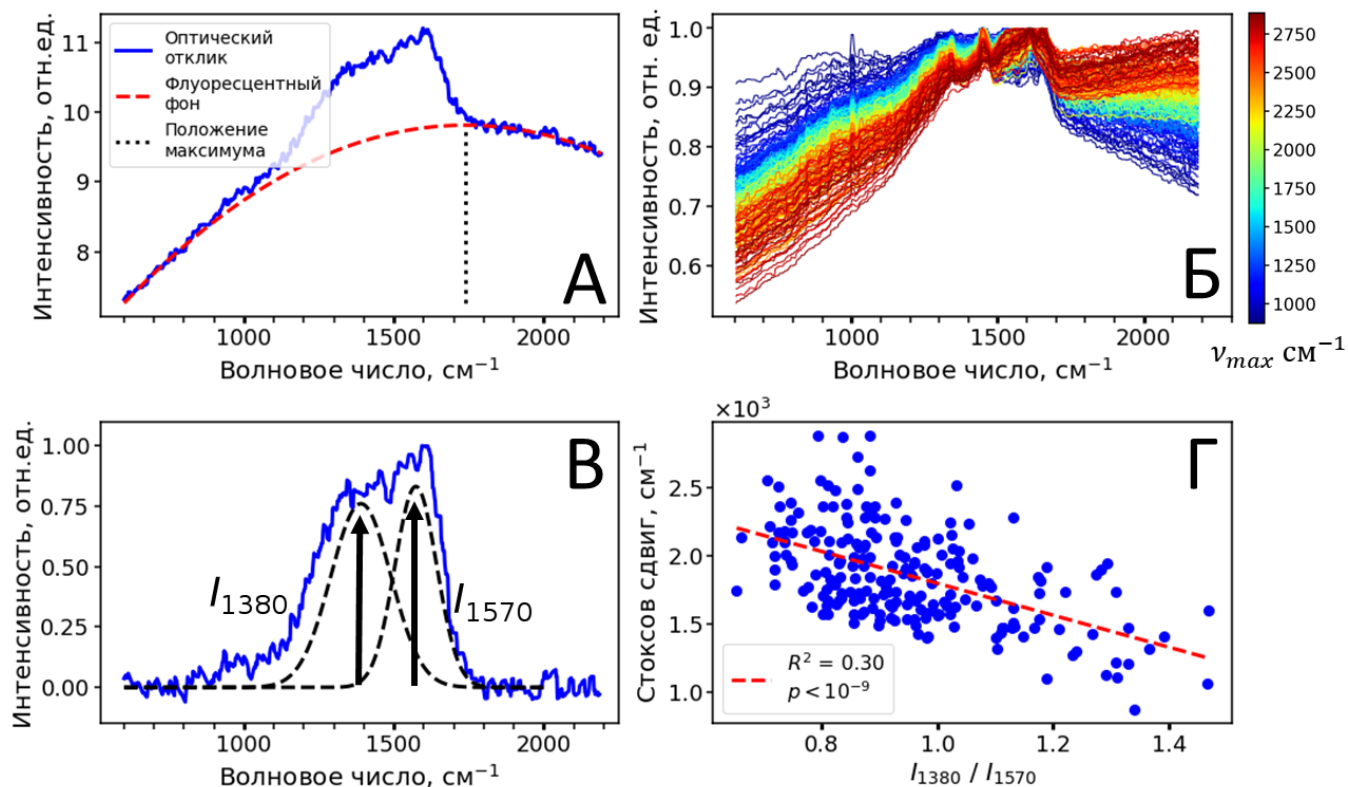 Интенсивность, отн.ед.
11
10
9
8
Оптический
отклик
Флуоресцентный
фон
Положение
максимума
А
1000
1500
2000
Волновое число, см⁻¹
Интенсивность, отн. ед.
1.0
0.9
0.8
0.7
0.6
Б
1000
1500
2000
Волновое число, см⁻¹
2750
2500
2250
2000
1750
1500
1250
1000
ν_max см⁻¹
Интенсивность, отн.ед.
1.00
0.75
0.50
0.25
0.00
В
I₁₃₈₀
I₁₅₇₀
1000
1500
2000
Волновое число, см⁻¹
×10³
Стоксов сдвиг, см⁻¹
2.5
2.0
1.5
1.0
Г
R² = 0.30
p < 10⁻⁹
0.8
1.0
1.2
1.4
I₁₃₈₀ / I₁₅₇₀